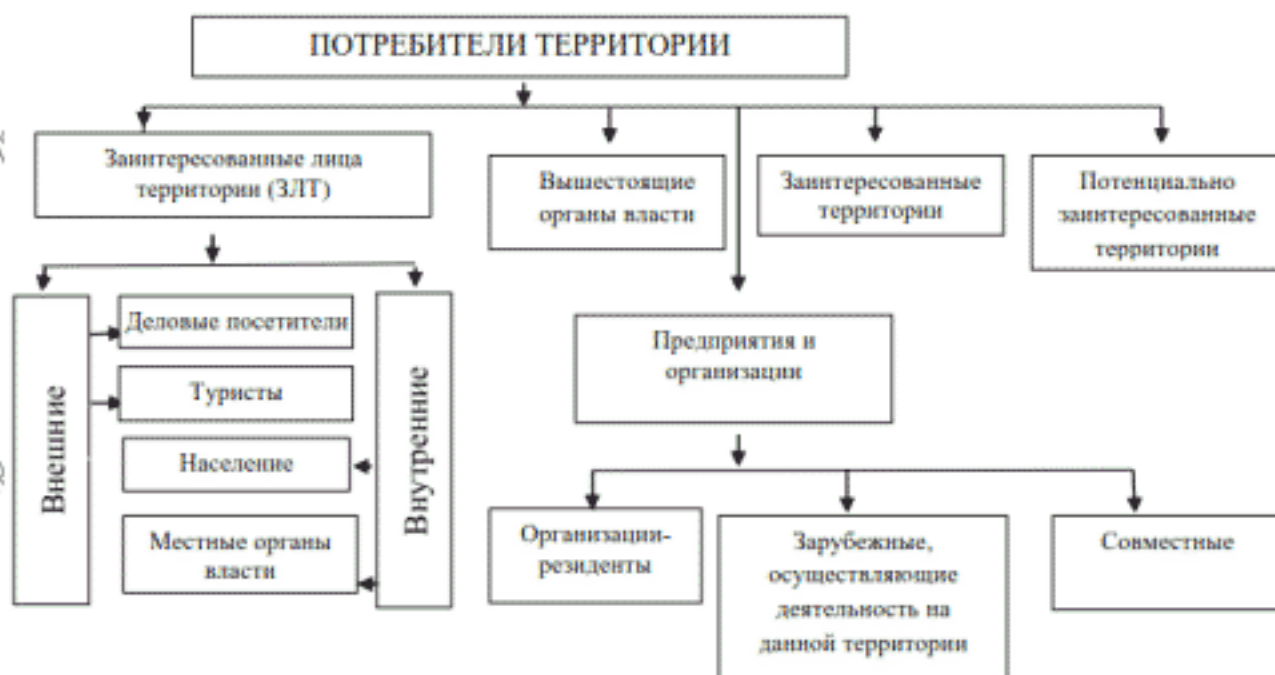 ПОТРЕБИТЕЛИ ТЕРРИТОРИИ
Заинтересованные лица
территории (ЗЛТ)
Вышестоящие
органы власти
Заинтересованные
территории
Потенциально
заинтересованные
территории
Внешние
Деловые посетители
Туристы
Население
Местные органы
власти
Внутренние
Предприятия и
организации
Организации-
резиденты
Зарубежные,
осуществляющие
деятельность на
данной территории
Совместные